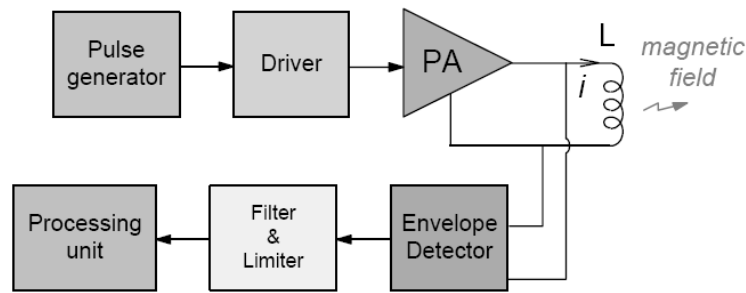 Pulse
generator
Driver
PA
L
i
magnetic
field
Processing
unit
Filter
&
Limiter
Envelope
Detector